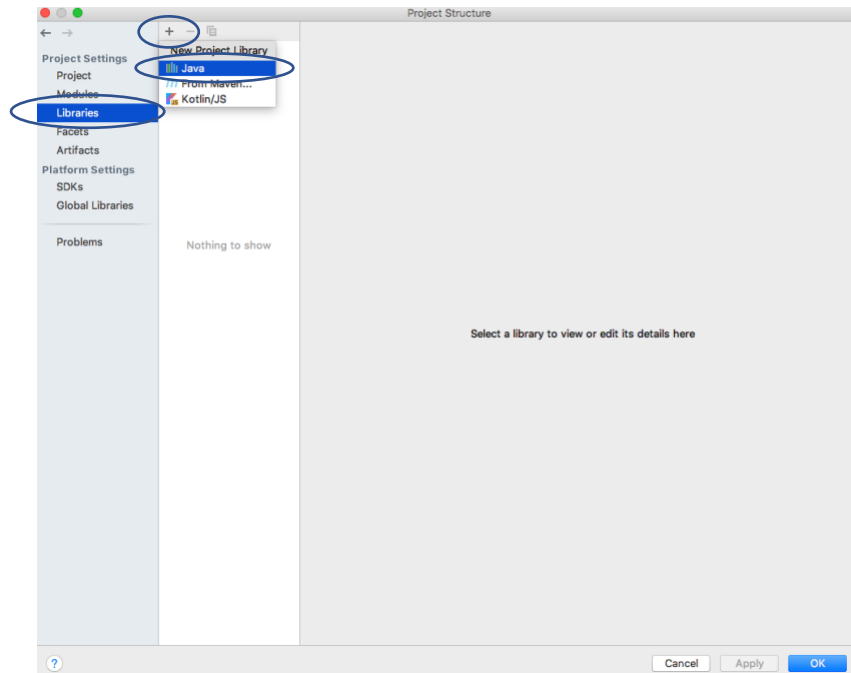 Project Structure
New Project Library
Project Settings
Java
Project
From Maven...
Modules
Kotlin/JS
Libraries
Facets
Artifacts
Platform Settings
SDKs
Global Libraries
Problems
Nothing to show
Select a library to view or edit its details here
?
Cancel
Apply
OK